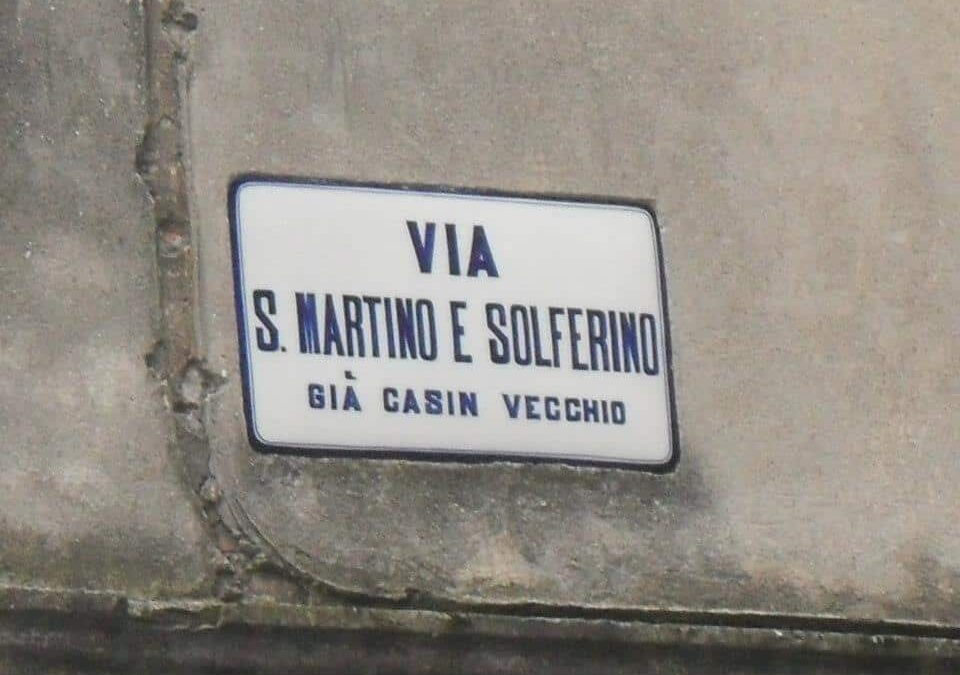 VIA
S. MARTINO E SOLFERINO
GIÀ CASIN VECCHIO